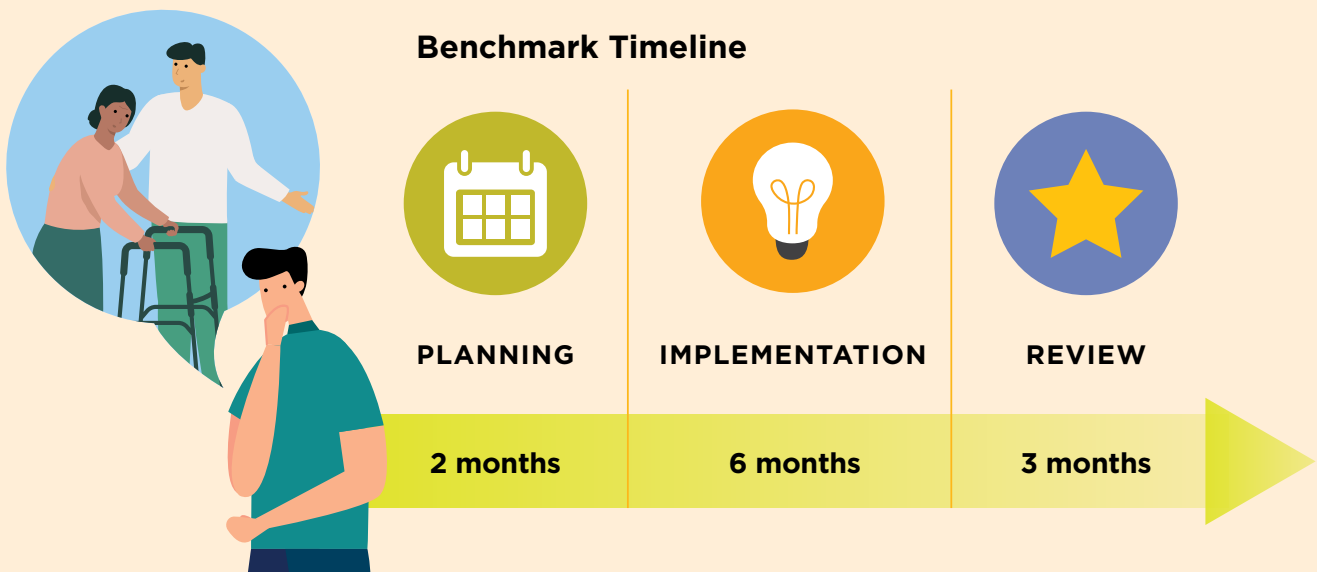 Benchmark Timeline
PLANNING
IMPLEMENTATION
REVIEW
2 months
6 months
3 months